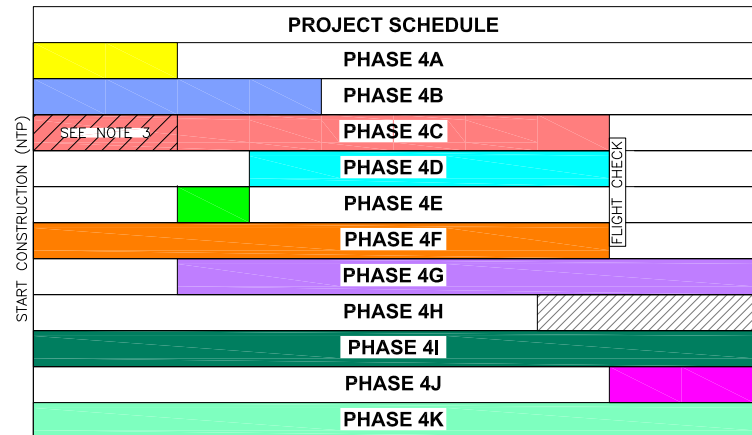 PROJECT SCHEDULE
PHASE 4A
PHASE 4B
SEE NOTE 3
PHASE 4C
PHASE 4D
PHASE 4E
PHASE 4F
PHASE 4G
PHASE 4H
PHASE 4I
PHASE 4J
PHASE 4K
START CONSTRUCTION (NTP)
FLIGHT CHECK